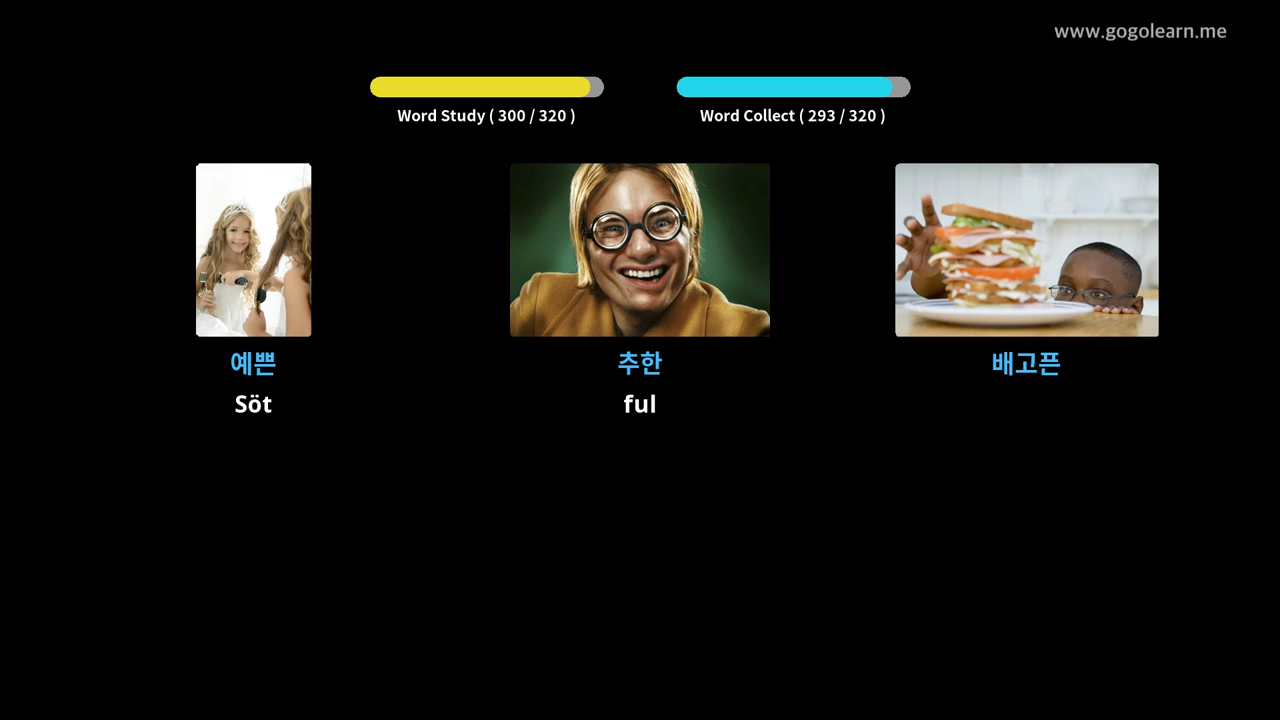 www.gogolearn.me
Word Study ( 300 / 320 )
Word Collect ( 293 / 320 )
예쁜
추한
배고픈
Söt
ful